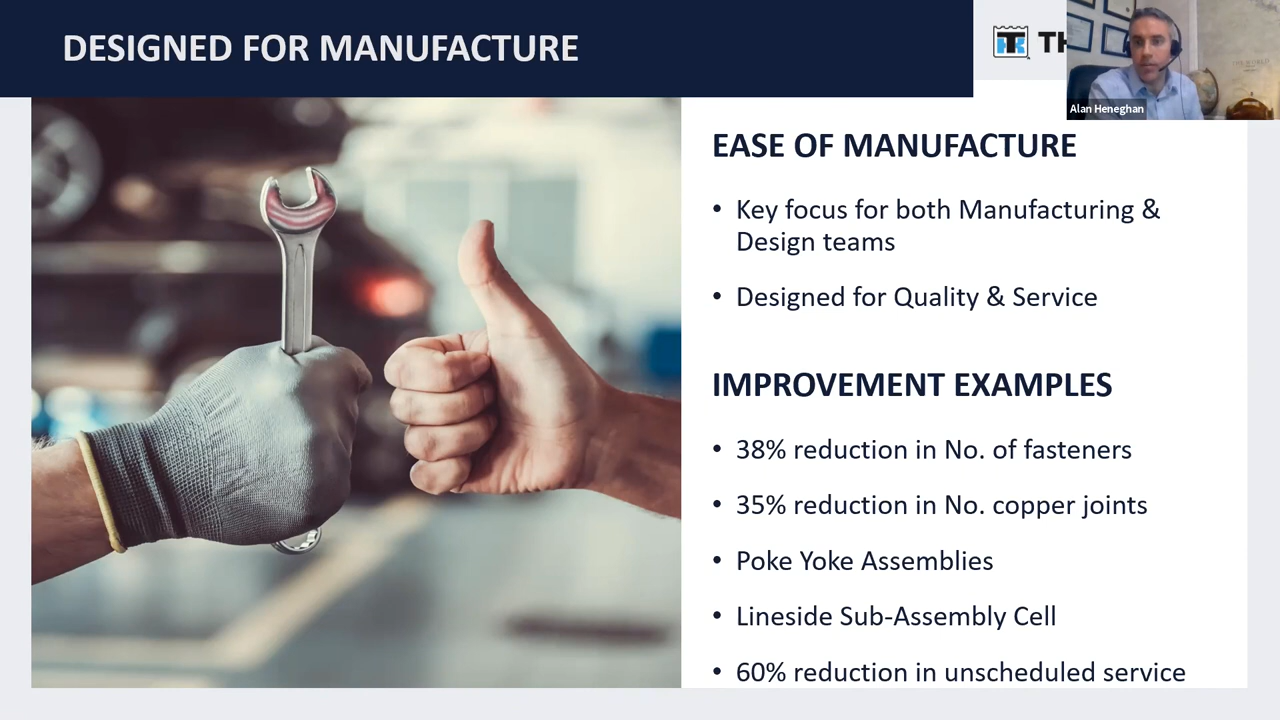 DESIGNED FOR MANUFACTURE
TH
Alan Heneghan
EASE OF MANUFACTURE
• Key focus for both Manufacturing &
Design teams
• Designed for Quality & Service
IMPROVEMENT EXAMPLES
• 38% reduction in No. of fasteners
• 35% reduction in No. copper joints
• Poke Yoke Assemblies
• Lineside Sub-Assembly Cell
• 60% reduction in unscheduled service